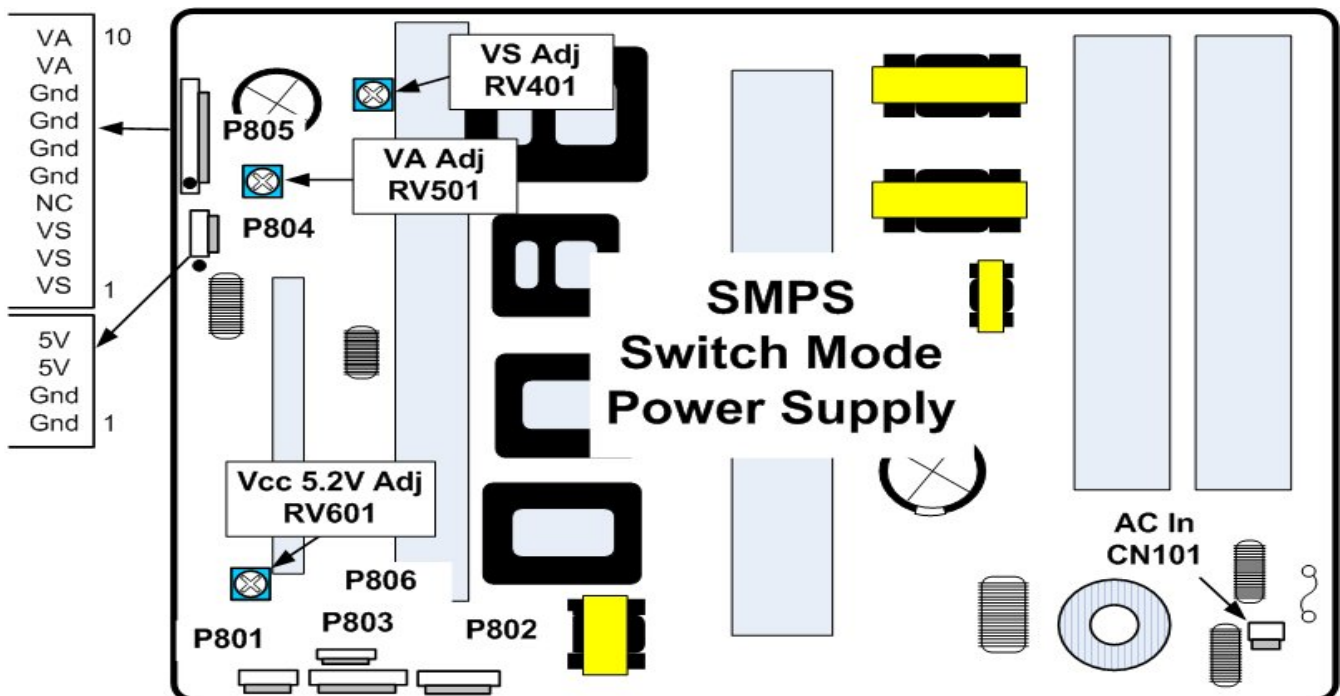 VA 10
VA
Gnd
Gnd
Gnd
Gnd
NC
VS
VS
VS 1
5V
5V
Gnd
Gnd 1
P805
VS Adj
RV401
VA Adj
RV501
P804
SMPS
Switch Mode
Power Supply
Vcc 5.2V Adj
RV601
P806
P801
P803
P802
AC In
CN101